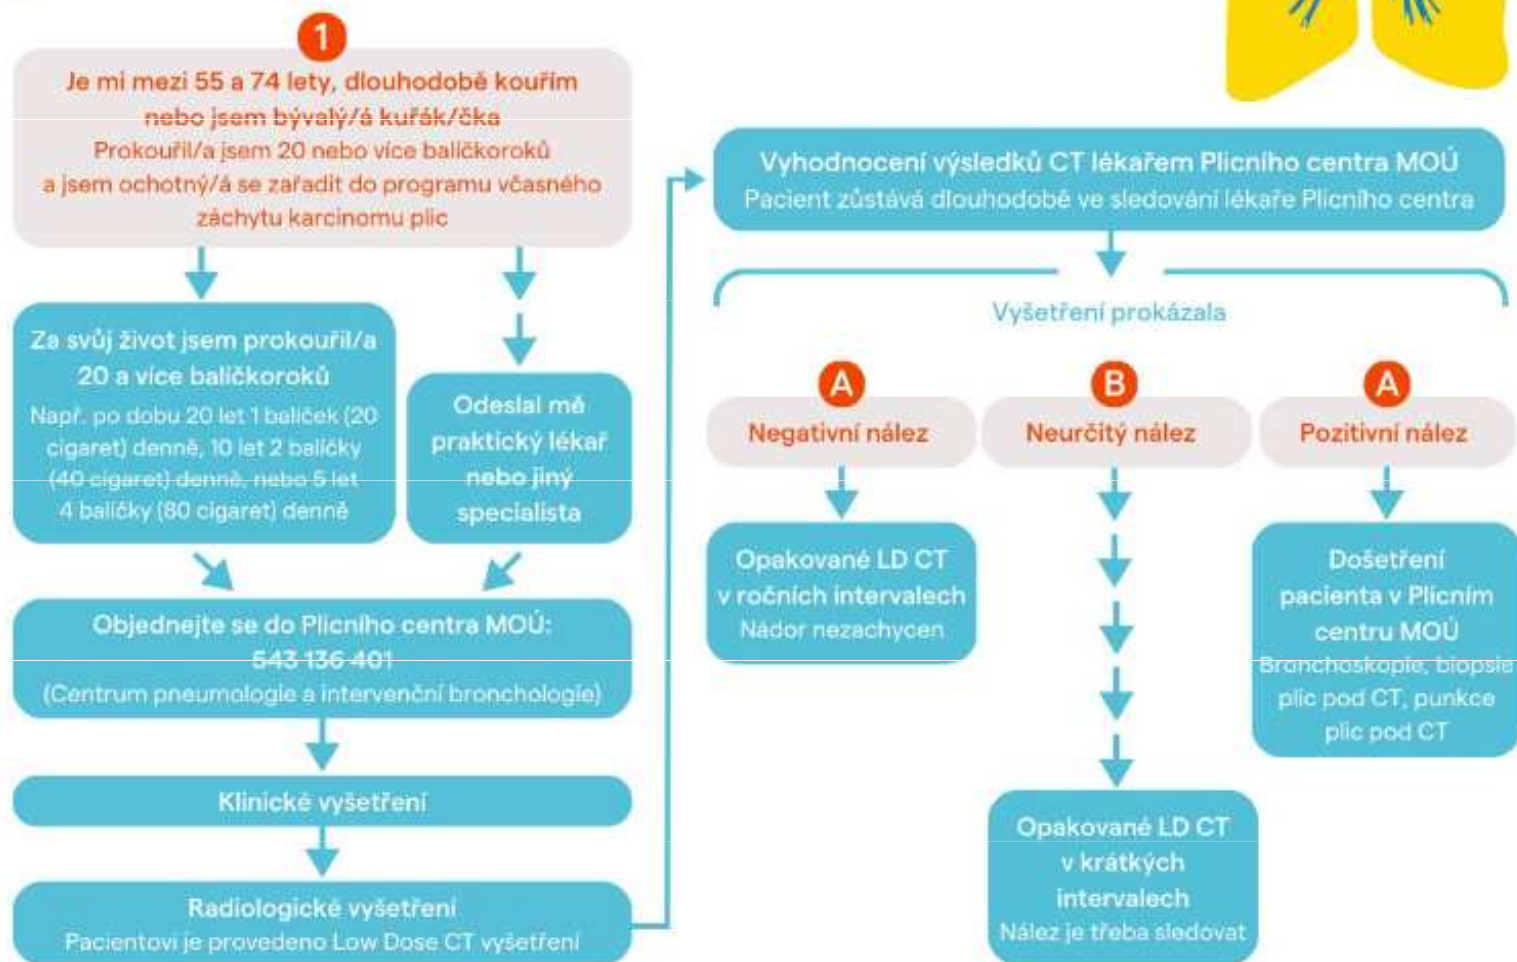 1
Je mi mezi 55 a 74 lety, dlouhodobě kouřím
nebo jsem bývalý/á kuřák/čka
Prokouřil/a jsem 20 nebo více balíčkoroků
a jsem ochotný/á se zařadit do programu včasného
záchytu karcinomu plic
Za svůj život jsem prokouřil/a
20 a více balíčkoroků
Např. po dobu 20 let 1 balíček (20
cigaret) denně, 10 let 2 balíčky
(40 cigaret) denně, nebo 5 let
4 balíčky (80 cigaret) denně
Odeslal mě
praktický lékař
nebo jiný
specialista
Objednejte se do Plicního centra MOÚ:
543 136 401
(Centrum pneumologie a intervenční bronchologie)
Klinické vyšetření
Radiologické vyšetření
Pacientovi je provedeno Low Dose CT vyšetření
Vyhodnocení výsledků CT lékařem Plicního centra MOÚ
Pacient zůstává dlouhodobě ve sledování lékaře Plicního centra
Vyšetření prokázala
A
Negativní nález
Opakované LD CT
v ročních intervalech
Nádor nezachycen
B
Neurčitý nález
Opakované LD CT
v krátkých
intervalech
Nález je třeba sledovat
A
Pozitivní nález
Došetření
pacienta v Plicním
centru MOÚ
Bronchoskopie, biopsie
plic pod CT, punkce
plic pod CT